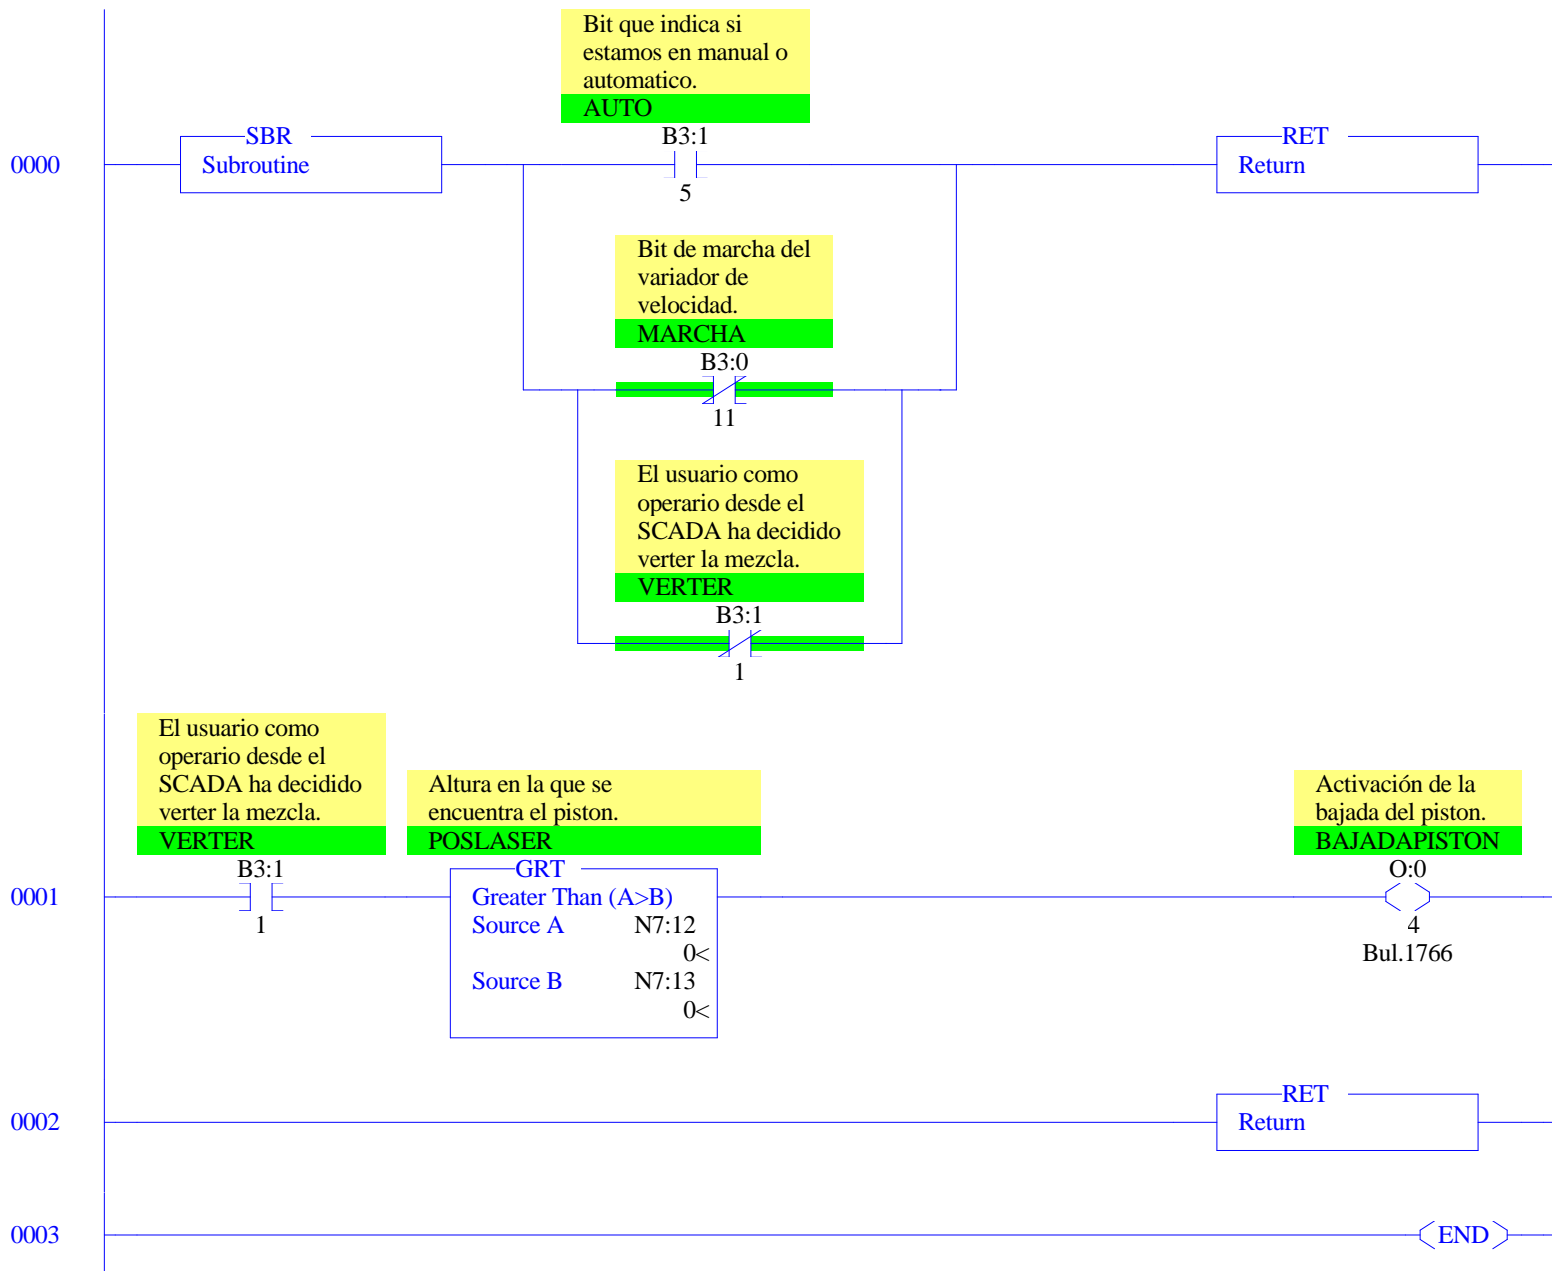 Bit que indica si
estamos en manual o
automatico.
AUTO
B3:1
5
0000
SBR
Subroutine
RET
Return
Bit de marcha del
variador de
velocidad.
MARCHA
B3:0
11
El usuario como
operario desde el
SCADA ha decidido
verter la mezcla.
VERTER
B3:1
1
El usuario como
operario desde el
SCADA ha decidido
verter la mezcla.
VERTER
B3:1
1
Altura en la que se
encuentra el piston.
POSLASER
GRT
Greater Than (A>B)
Source A N7:12
0<
Source B N7:13
0<
Activación de la
bajada del piston.
BAJADAPISTON
O:0
4
Bul.1766
0001
0002
RET
Return
0003
END